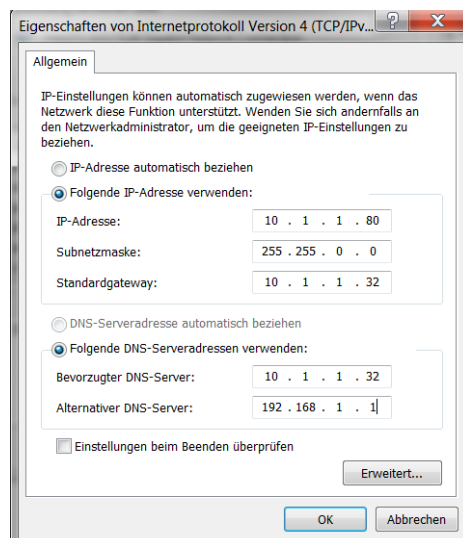 Eigenschaften von Internetprotokoll Version 4 (TCP/IPv...
Allgemein
IP-Einstellungen können automatisch zugewiesen werden, wenn das
Netzwerk diese Funktion unterstützt. Wenden Sie sich andernfalls an
den Netzwerkadministrator, um die geeigneten IP-Einstellungen zu
beziehen.
IP-Adresse automatisch beziehen
Folgende IP-Adresse verwenden:
IP-Adresse: 10 . 1 . 1 . 80
Subnetzmaske: 255 . 255 . 0 . 0
Standardgateway: 10 . 1 . 1 . 32
DNS-Serveradresse automatisch beziehen
Folgende DNS-Serveradressen verwenden:
Bevorzugter DNS-Server: 10 . 1 . 1 . 32
Alternativer DNS-Server: 192 . 168 . 1 . 1
Einstellungen beim Beenden überprüfen
Erweitert...
OK Abbrechen